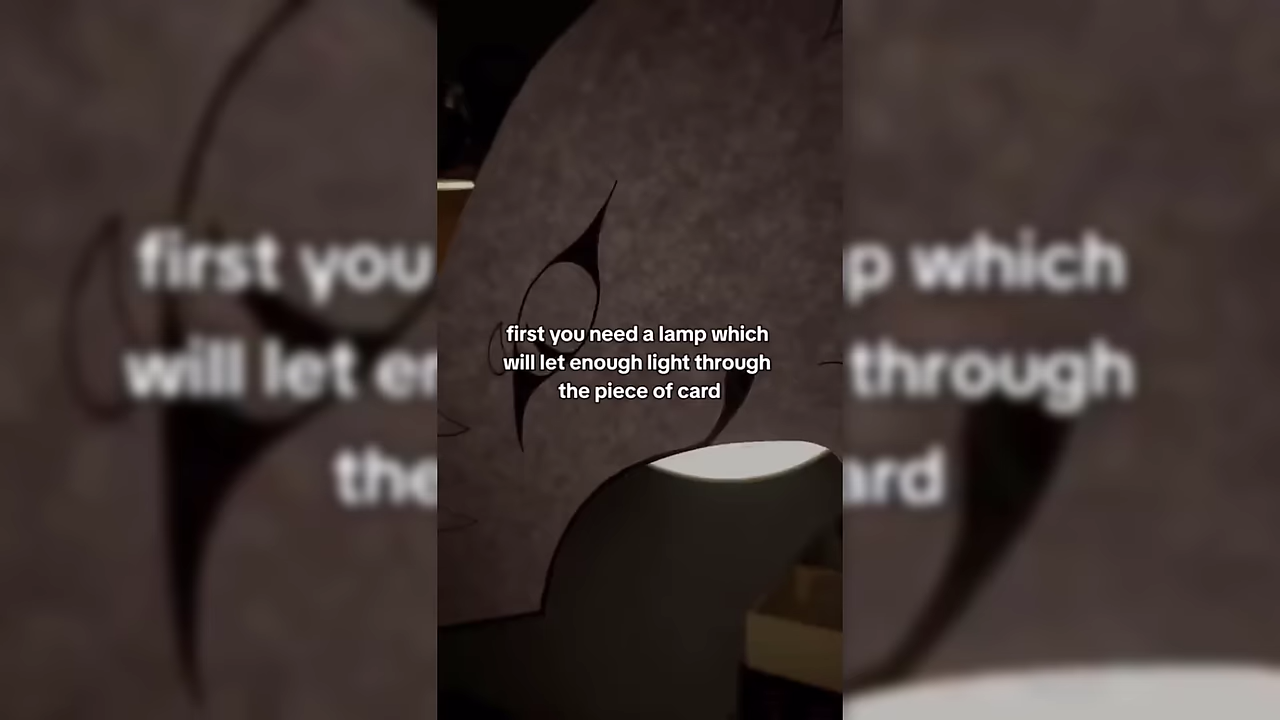 first you need a lamp which
will let enough light through
the piece of card